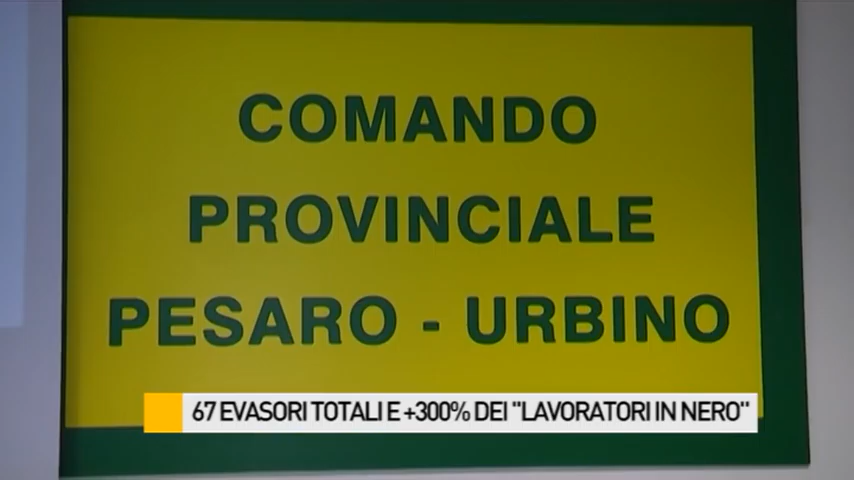 COMANDO
PROVINCIALE
PESARO - URBINO
67 EVASORI TOTALI E +300% DEI "LAVORATORI IN NERO"